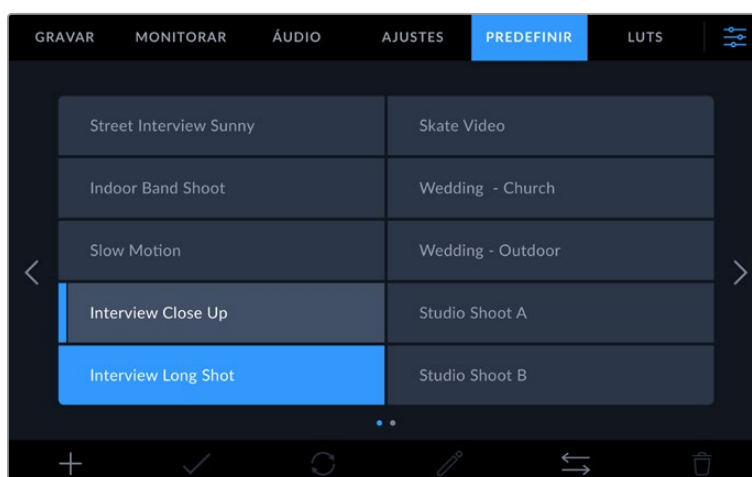 GRAVAR MONITORAR ÁUDIO AJUSTES PREDEFINIR LUTS
Street Interview Sunny Skate Video
Indoor Band Shoot Wedding - Church
Slow Motion Wedding - Outdoor
Interview Close Up Studio Shoot A
Interview Long Shot Studio Shoot B